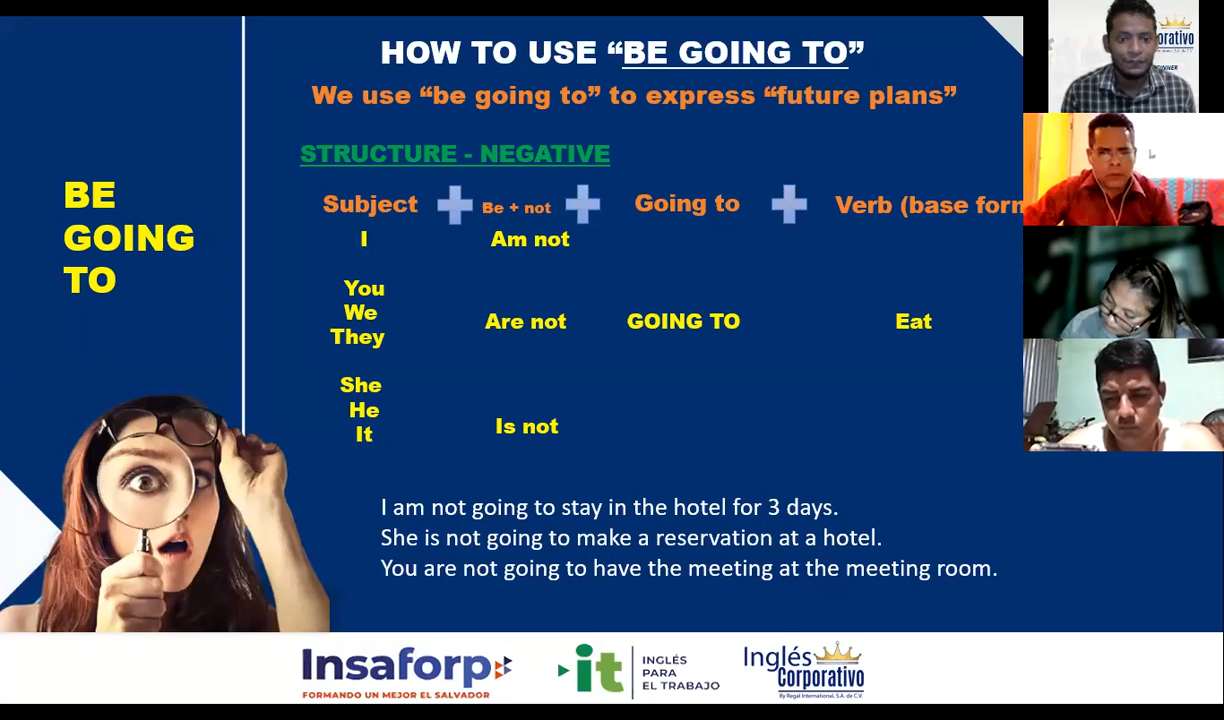 HOW TO USE “BE GOING TO”
We use “be going to” to express “future plans”
STRUCTURE - NEGATIVE
BE
GOING
TO
Subject Be + not Going to Verb (base form
I Am not
You
We
They
Are not GOING TO Eat
She
He
It
Is not
I am not going to stay in the hotel for 3 days.
She is not going to make a reservation at a hotel.
You are not going to have the meeting at the meeting room.
Insaforp
FORMANDO UN MEJOR EL SALVADOR
it
INGLÉS
PARA
EL TRABAJO
Inglés
Corporativo
By Regal International, S.A. de C.V.
orativo